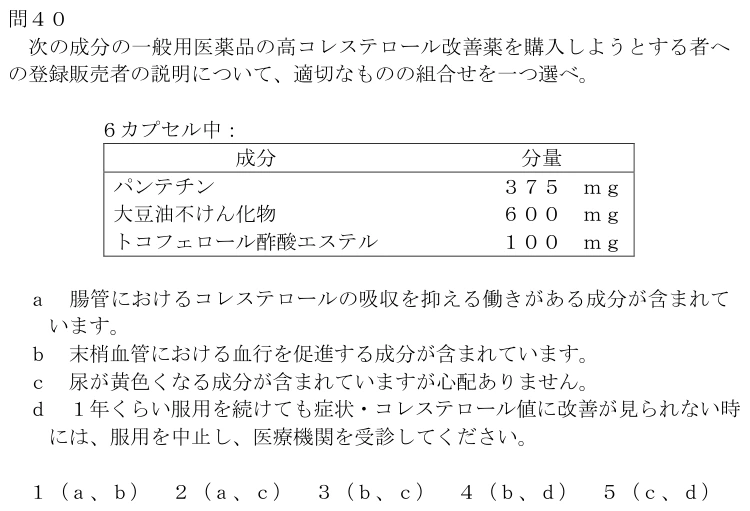 問４０
次の成分の一般用医薬品の高コレステロール改善薬を購入しようとする者へ
の登録販売者の説明について、適切なものの組合せを一つ選べ。
６カプセル中：
成分　分量
パンテチン　３７５　ｍｇ
大豆油不けん化物　６００　ｍｇ
トコフェロール酢酸エステル　１００　ｍｇ
ａ　腸管におけるコレステロールの吸収を抑える働きがある成分が含まれて
います。
ｂ　末梢血管における血行を促進する成分が含まれています。
ｃ　尿が黄色くなる成分が含まれていますが心配ありません。
ｄ　１年くらい服用を続けても症状・コレステロール値に改善が見られない時
には、服用を中止し、医療機関を受診してください。
１（ａ、ｂ）　２（ａ、ｃ）　３（ｂ、ｃ）　４（ｂ、ｄ）　５（ｃ、ｄ）